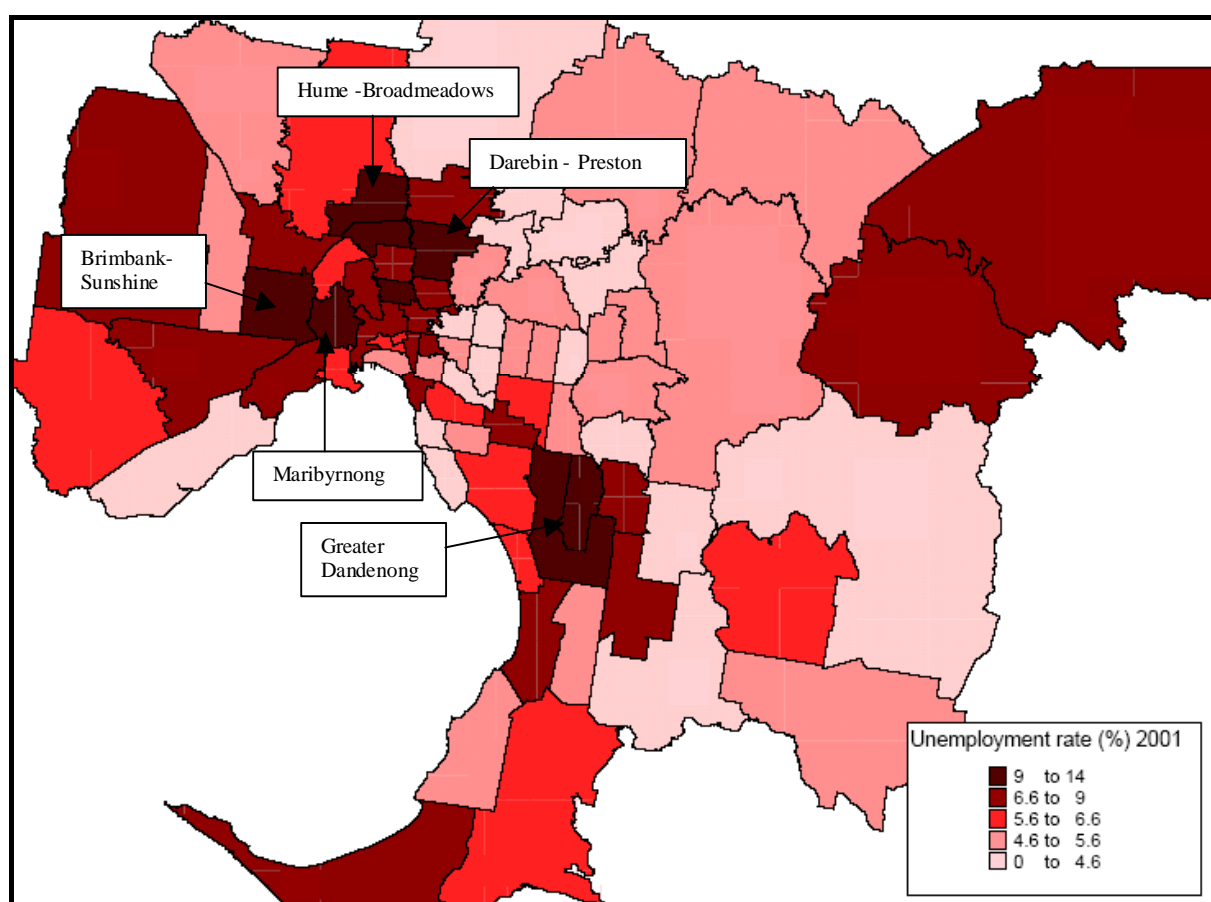 Hume -Broadmeadows
Darebin - Preston
Brimbank-
Sunshine
Maribyrnong
Greater
Dandenong
Unemployment rate (%) 2001
9 to 14
6.6 to 9
5.6 to 6.6
4.6 to 5.6
0 to 4.6